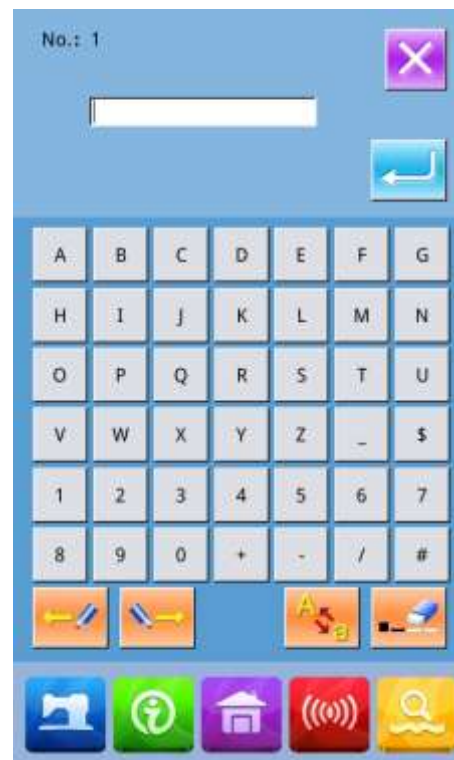 No.: 1
A B C D E F G
H I J K L M N
O P Q R S T U
V W X Y Z _ $
1 2 3 4 5 6 7
8 9 0 + - / #
A a